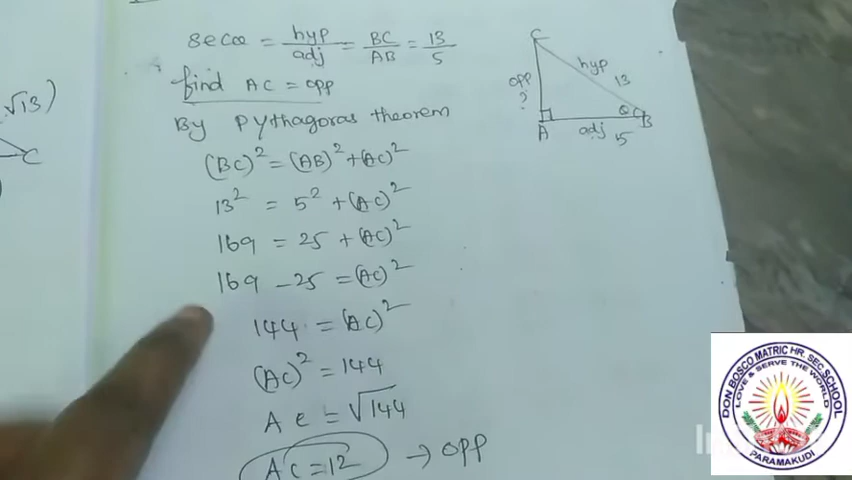 √13)
C
secθ = hyp/adj = BC/AB = 13/5
find AC = opp
By Pythagoras theorem
(BC)² = (AB)² + (AC)²
13² = 5² + (AC)²
169 = 25 + (AC)²
169 - 25 = (AC)²
144 = (AC)²
(AC)² = 144
AC = √144
AC = 12 → opp
C
hyp 13
opp ?
θ
A
B
adj 5
DON BOSCO MATRIC HR. SEC SCHOOL
LOVE & SERVE THE WORLD
PARAMAKUDI